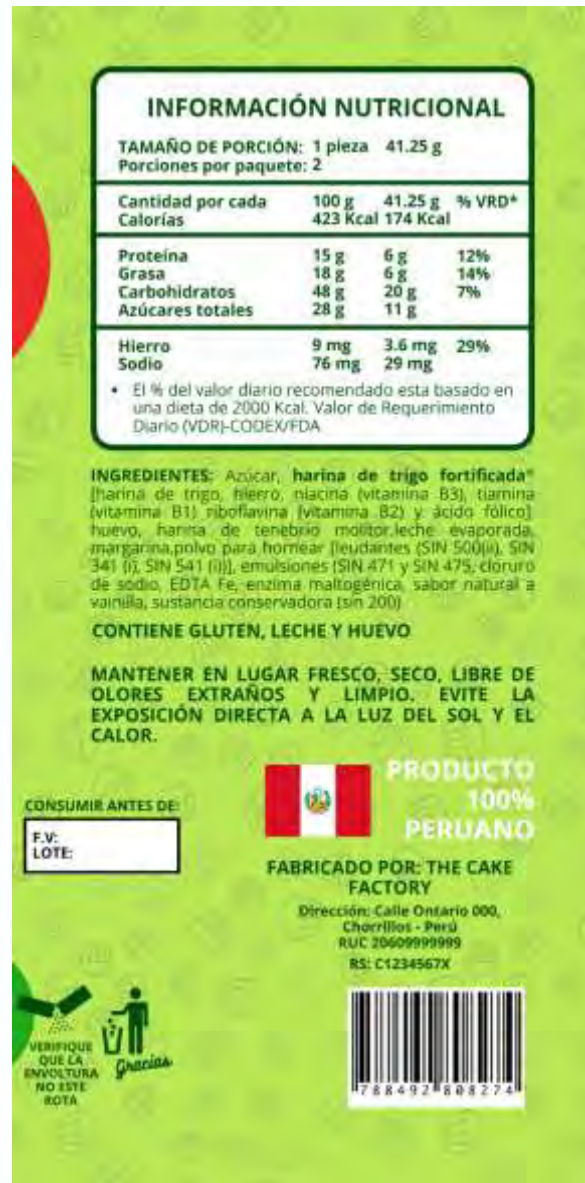 INFORMACIÓN NUTRICIONAL
TAMAÑO DE PORCIÓN: 1 pieza 41.25 g
Porciones por paquete: 2
Cantidad por cada 100 g 41.25 g % VRD*
Calorías 423 Kcal 174 Kcal
Proteína 15 g 6 g 12%
Grasa 18 g 6 g 14%
Carbohidratos 48 g 20 g 7%
Azúcares totales 28 g 11 g
Hierro 9 mg 3.6 mg 29%
Sodio 76 mg 29 mg
• El % del valor diario recomendado esta basado en
una dieta de 2000 Kcal. Valor de Requerimiento
Diario (VDR)-CODEX/FDA
INGREDIENTES: Azúcar, harina de trigo fortificada*
[harina de trigo, hierro, niacina (vitamina B3), tiamina
(vitamina B1) riboflavina (vitamina B2) y ácido fólico]
huevo, harina de tenebrio molitor,leche evaporada,
margarina,polvo para hornear [leudantes (SIN 500(ii), SIN
341 (i), SIN 541 (i))], emulsiones (SIN 471 y SIN 475, cloruro
de sodio, EDTA Fe, enzima maltogénica, sabor natural a
vainilla, sustancia conservadora (sin 200)
CONTIENE GLUTEN, LECHE Y HUEVO
MANTENER EN LUGAR FRESCO, SECO, LIBRE DE
OLORES EXTRAÑOS Y LIMPIO. EVITE LA
EXPOSICIÓN DIRECTA A LA LUZ DEL SOL Y EL
CALOR.
PRODUCTO
100%
PERUANO
CONSUMIR ANTES DE:
F.V:
LOTE:
FABRICADO POR: THE CAKE
FACTORY
Dirección: Calle Ontario 000,
Chorrillos - Perú
RUC 20609999999
RS: C1234567X
VERIFIQUE
QUE LA
ENVOLTURA
NO ESTE
ROTA
Gracias
788492 808274